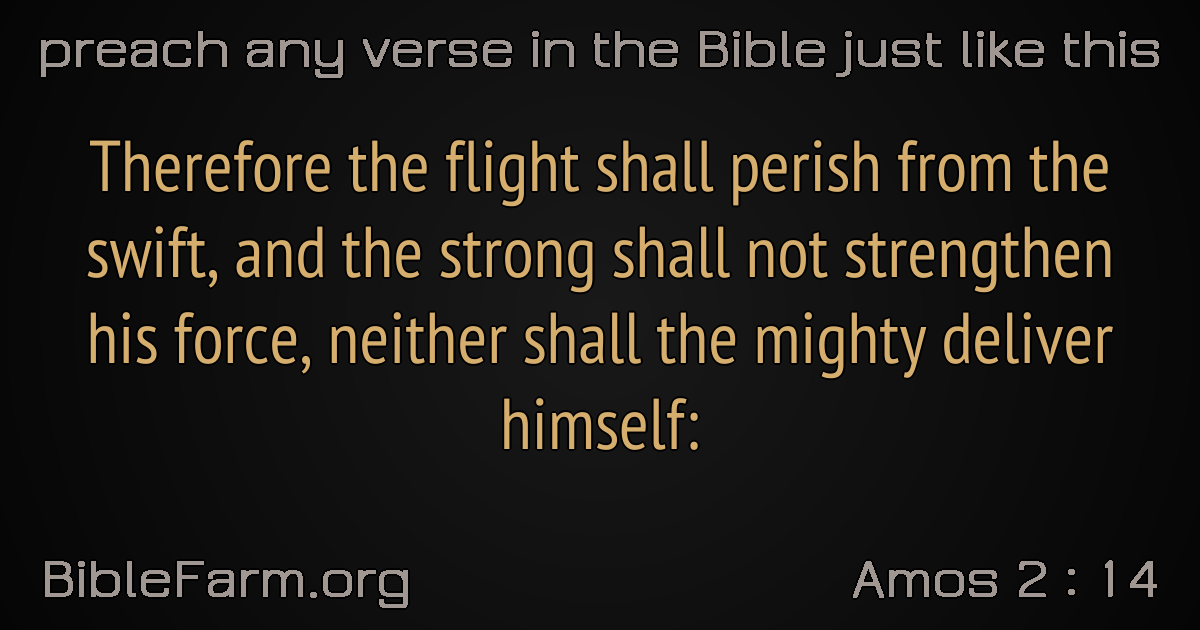 preach any verse in the Bible just like this
Therefore the flight shall perish from the
swift, and the strong shall not strengthen
his force, neither shall the mighty deliver
himself:
BibleFarm.org
Amos 2 : 14